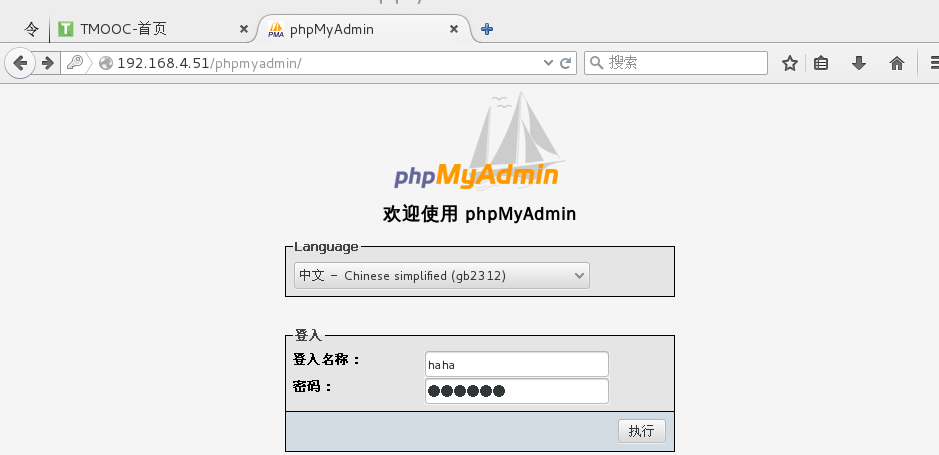 令 TMOOC-首页 phpMyAdmin
192.168.4.51/phpmyadmin/ 搜索
phpMyAdmin
欢迎使用 phpMyAdmin
Language
中文 - Chinese simplified (gb2312)
登入
登入名称：
haha
密码：
●●●●●●
执行